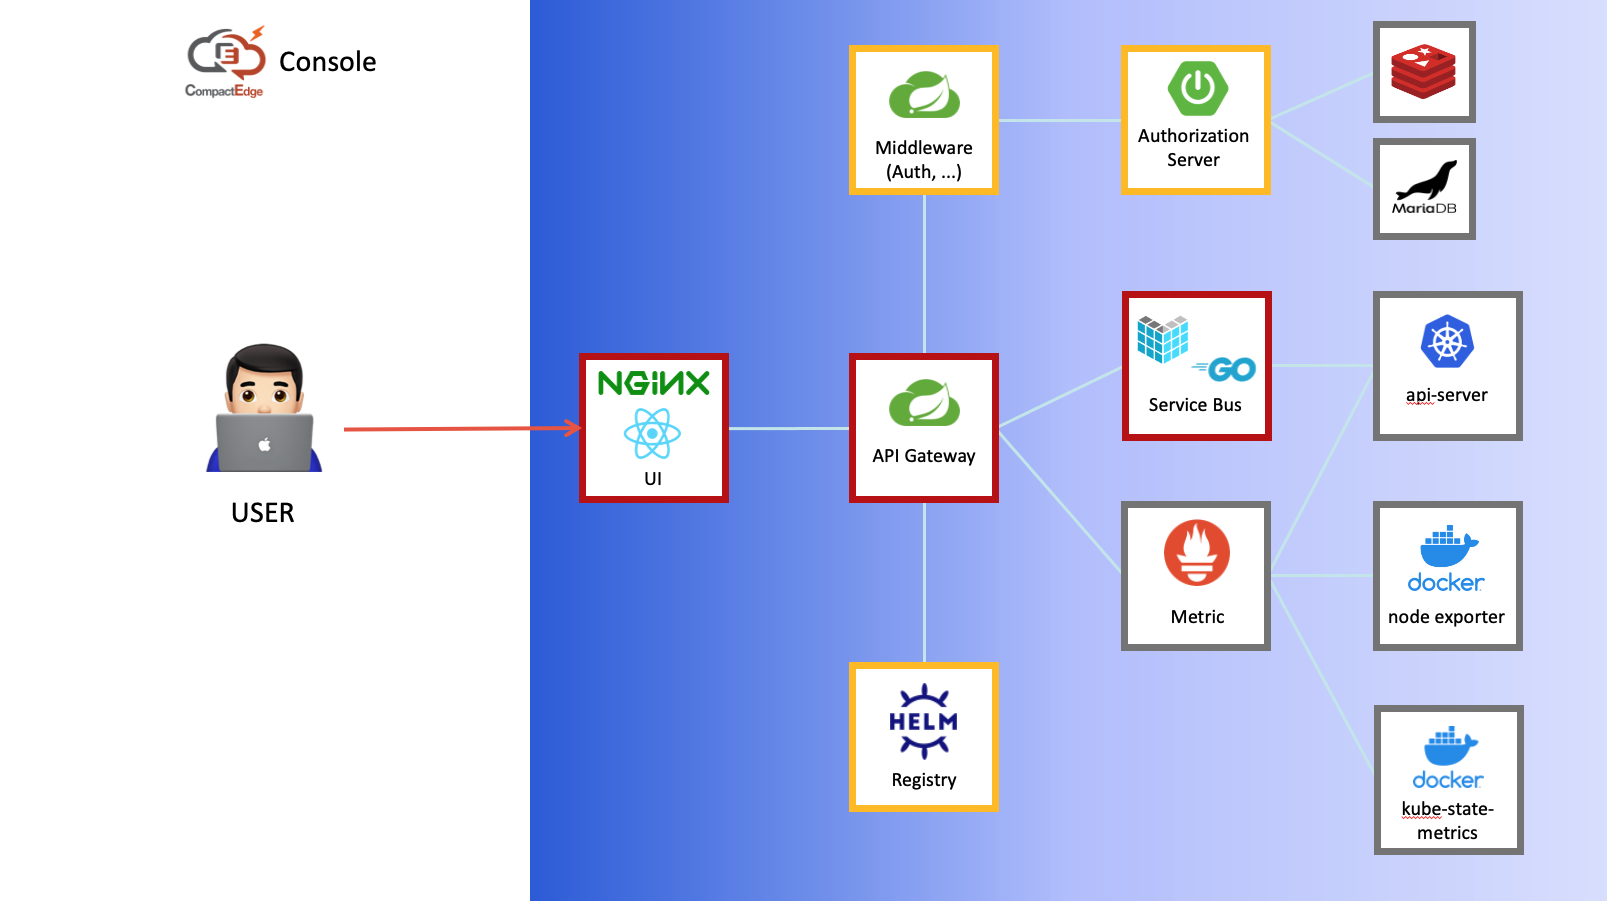 CompactEdge
Console
USER
NGINX
UI
Middleware
(Auth, ...)
Authorization
Server
MariaDB
API Gateway
GO
Service Bus
api-server
Metric
docker
node exporter
HELM
Registry
docker
kube-state-
metrics